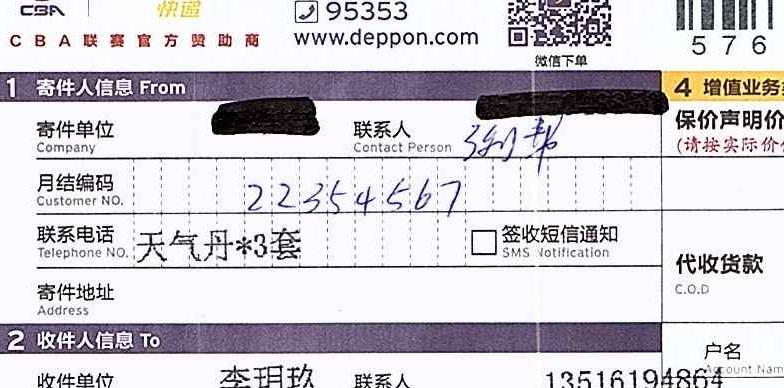 CBA 快递 95353
CBA联赛官方赞助商 www.deppon.com
微信下单
576
1 寄件人信息 From
4 增值业务
寄件单位 联系人
Company Contact Person
保价声明价
(请按实际价
月结编码 22354567
Customer NO.
联系电话 天气丹*3套 签收短信通知
Telephone NO. SMS Notification
代收货款
C.O.D
寄件地址
Address
2 收件人信息 To
户名
Account Nam
收件单位 李玥玖 联系人 13516194864